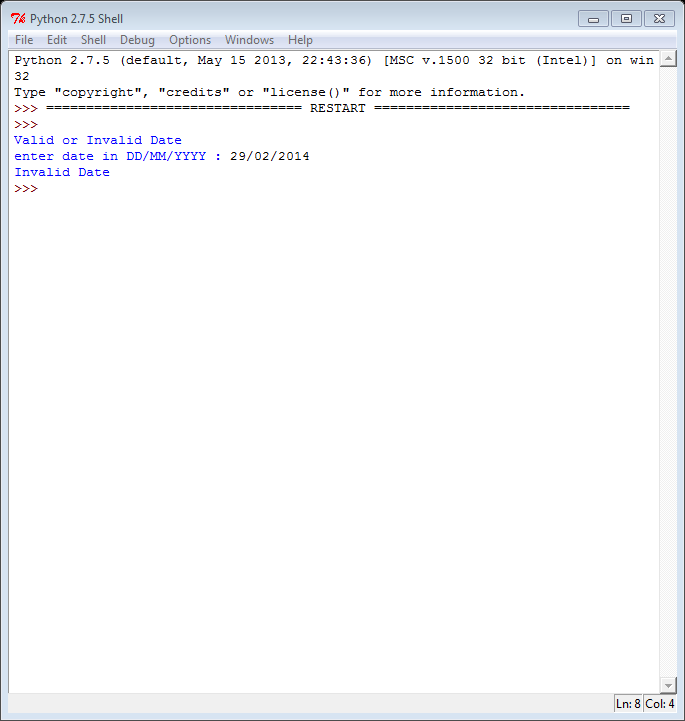 Python 2.7.5 Shell
File Edit Shell Debug Options Windows Help
Python 2.7.5 (default, May 15 2013, 22:43:36) [MSC v.1500 32 bit (Intel)] on win
32
Type "copyright", "credits" or "license()" for more information.
>>> ================================ RESTART ================================
>>>
Valid or Invalid Date
enter date in DD/MM/YYYY : 29/02/2014
Invalid Date
>>>
Ln: 8 Col: 4